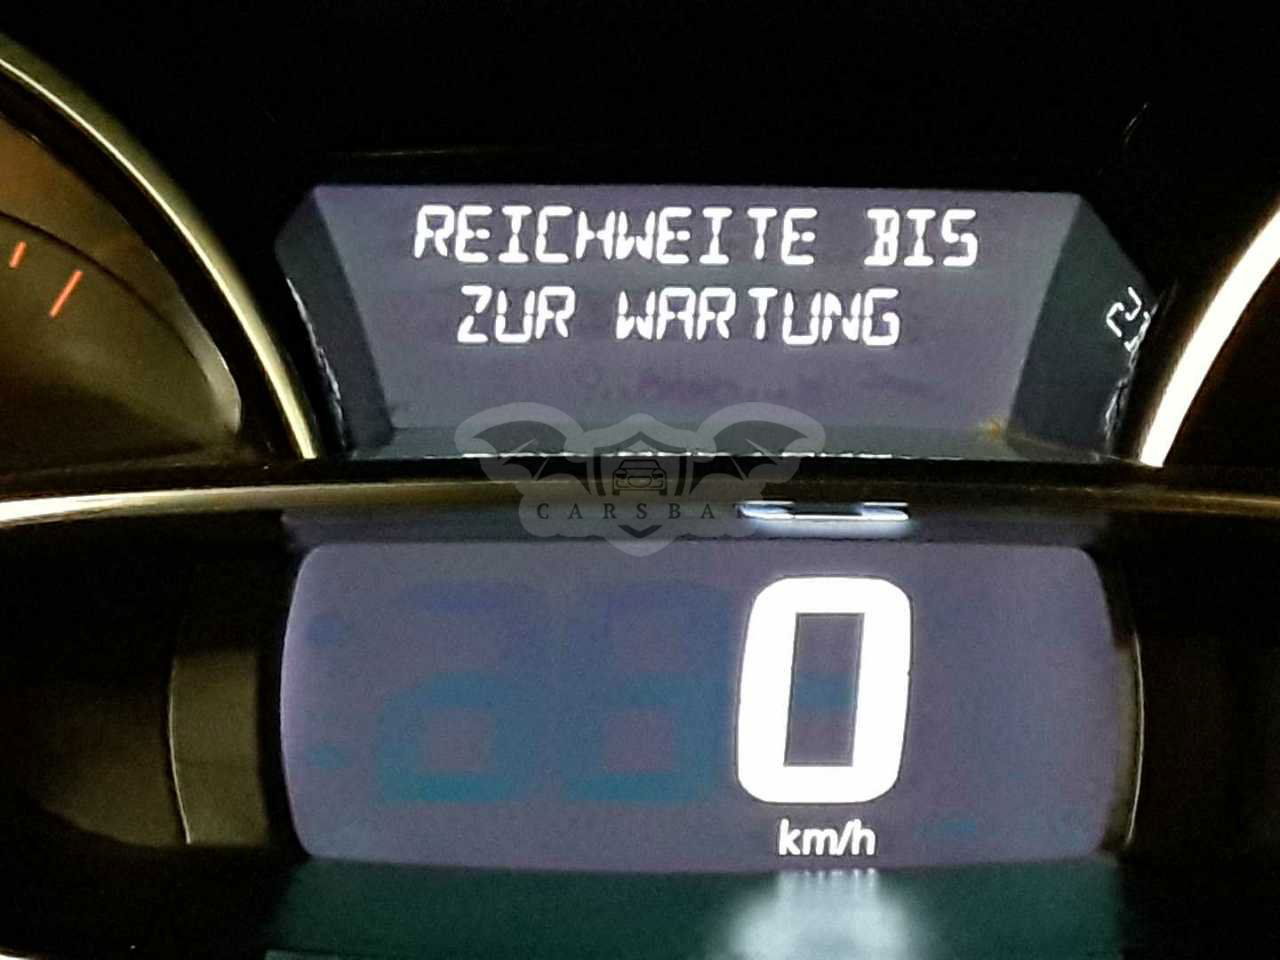 REICHWEITE BIS
ZUR WARTUNG
CARSBA
0
km/h